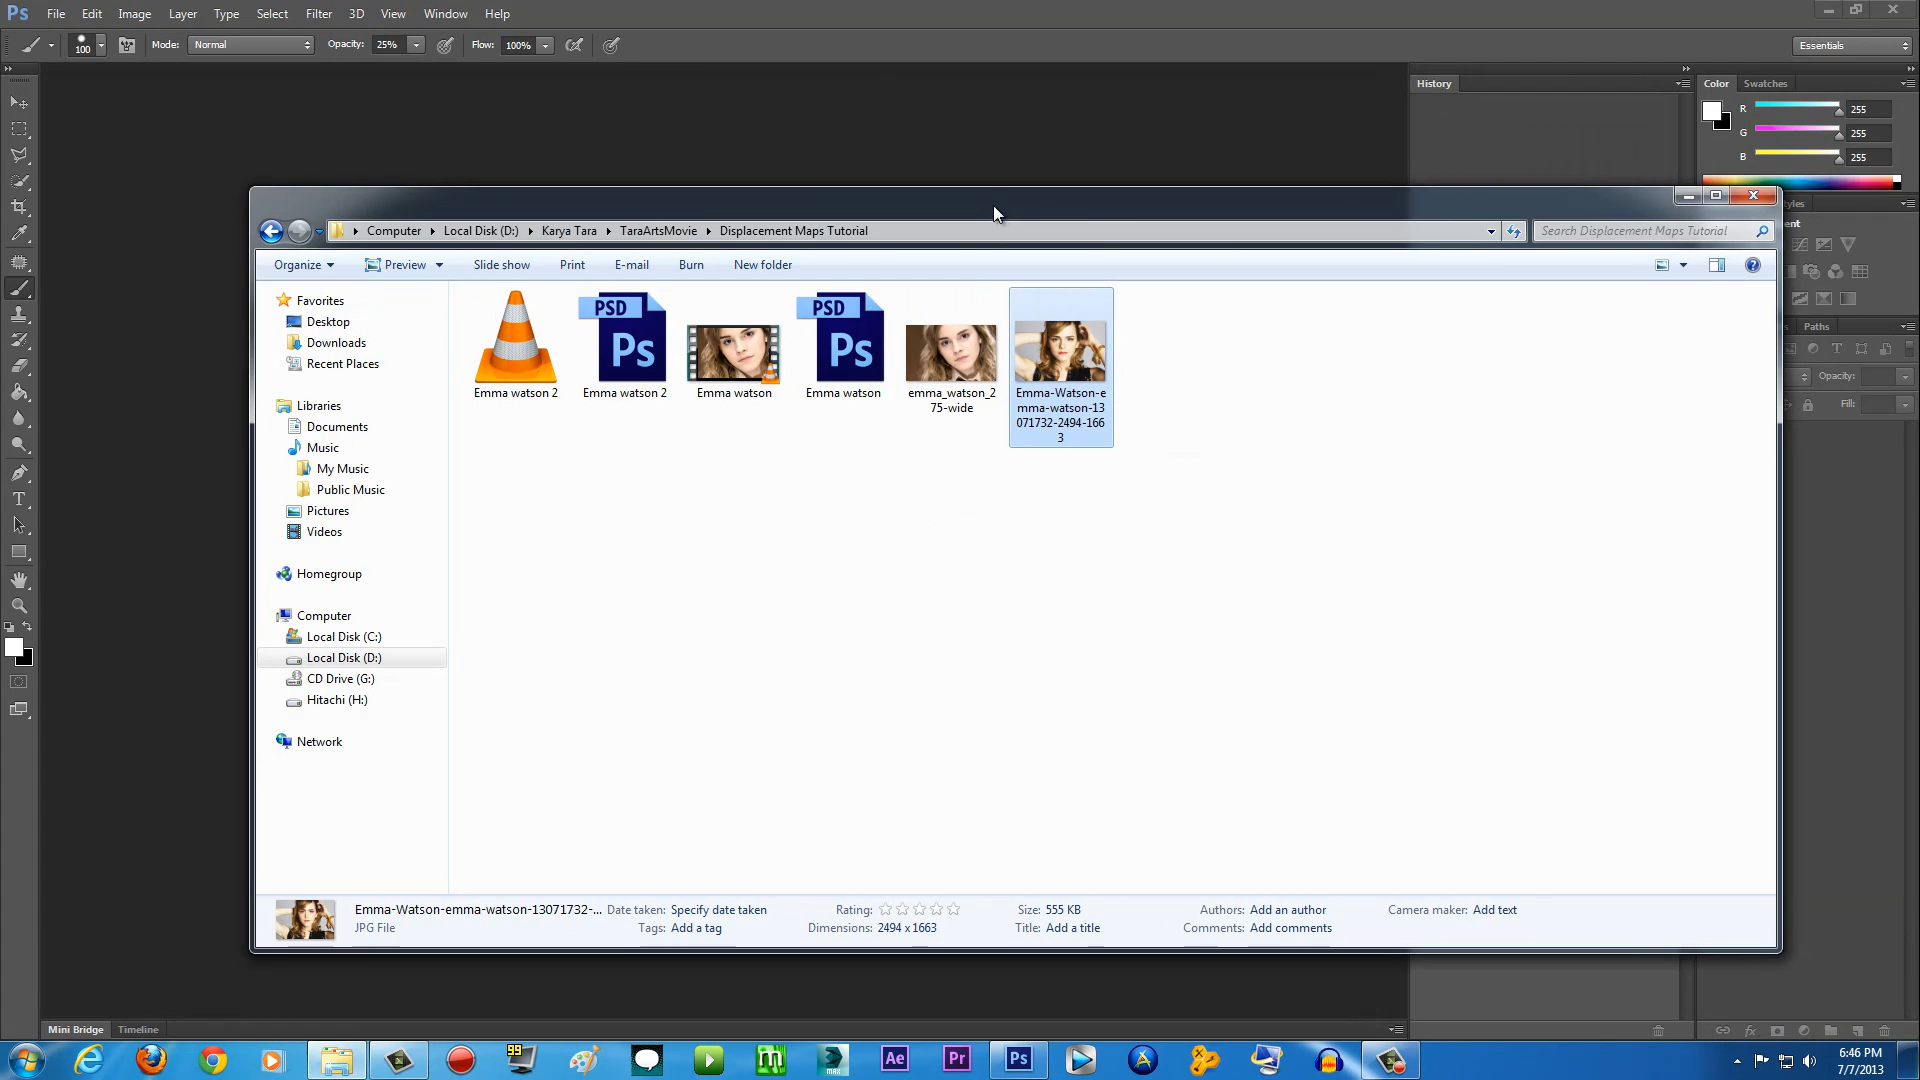 Ps File Edit Image Layer Type Select Filter 3D View Window Help
100 Mode: Normal Opacity: 25% Flow: 100% Essentials
History Color Swatches
R 255
G 255
B 255
Computer Local Disk (D:) Karya Tara TaraArtsMovie Displacement Maps Tutorial Search Displacement Maps Tutorial
Organize Preview Slide show Print E-mail Burn New folder
Favorites
Desktop
Downloads
Recent Places
Libraries
Documents
Music
My Music
Public Music
Pictures
Videos
Homegroup
Computer
Local Disk (C:)
Local Disk (D:)
CD Drive (G:)
Hitachi (H:)
Network
PSD PSD
Ps Ps
Emma watson 2 Emma watson 2 Emma watson Emma watson emma_watson_2 Emma-Watson-e
75-wide mma-watson-13
071732-2494-166
3
Paths
Opacity:
Fill:
Emma-Watson-emma-watson-13071732-... Date taken: Specify date taken Rating: Size: 555 KB Authors: Add an author Camera maker: Add text
JPG File Tags: Add a tag Dimensions: 2494 x 1663 Title: Add a title Comments: Add comments
Mini Bridge Timeline
99 m MAX Ae Pr Ps
6:46 PM
7/7/2013